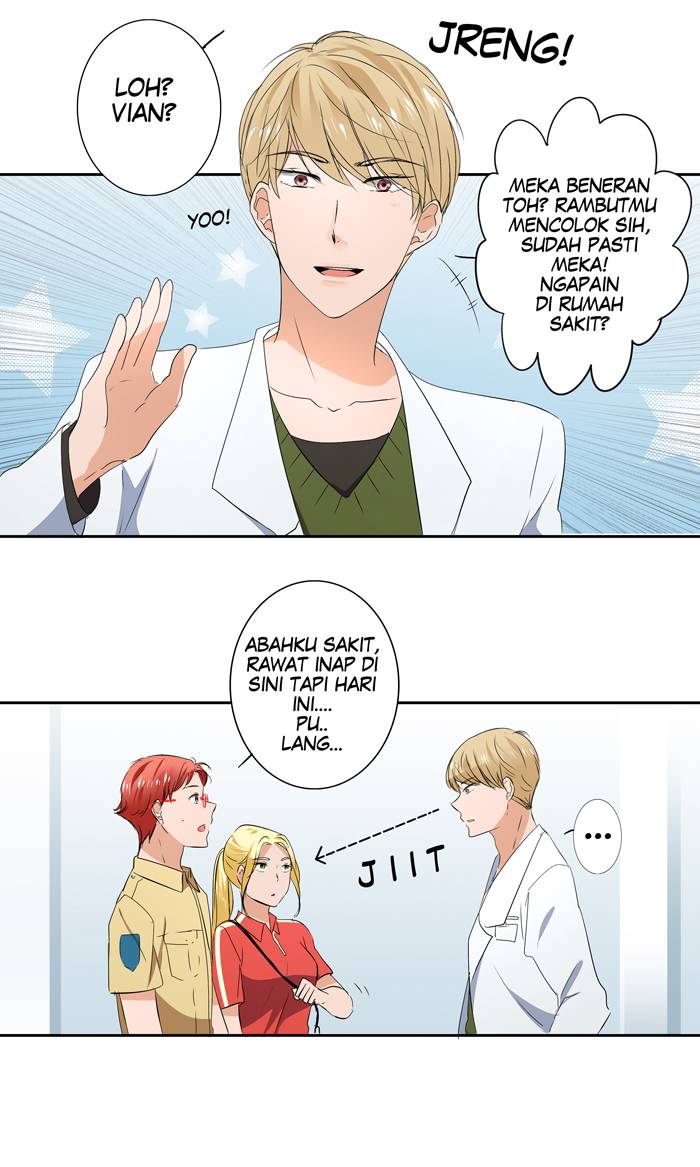 LOH?
VIAN?
JRENG!
YOO!
MEKA BENERAN
TOH? RAMBUTMU
MENCOLOK SIH,
SUDAH PASTI
MEKA!
NGAPAIN
DI RUMAH
SAKIT?
ABAHKU SAKIT,
RAWAT INAP DI
SINI TAPI HARI
INI....
PU..
LANG...
JIIT
...